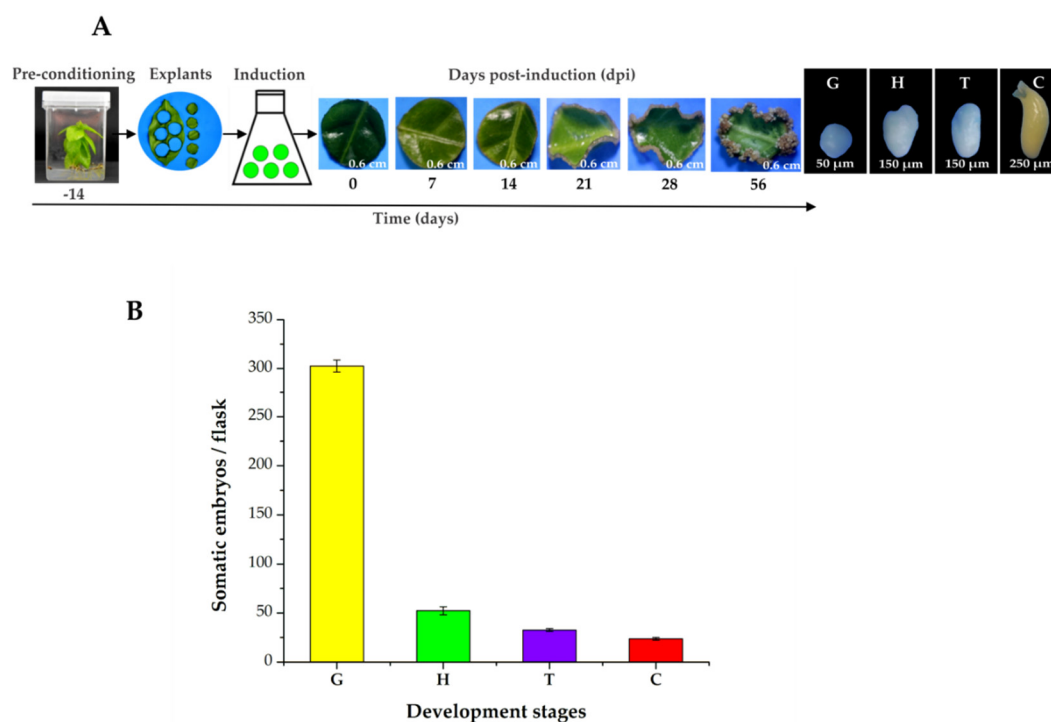 A
Pre-conditioning Explants Induction Days post-induction (dpi)
G H T C
0.6 cm 0.6 cm 0.6 cm 0.6 cm 0.6 cm 0.6 cm 50 μm 150 μm 150 μm 250 μm
-14 0 7 14 21 28 56
Time (days)
B
Somatic embryos / flask
350
300
250
200
150
100
50
0
G H T C
Development stages